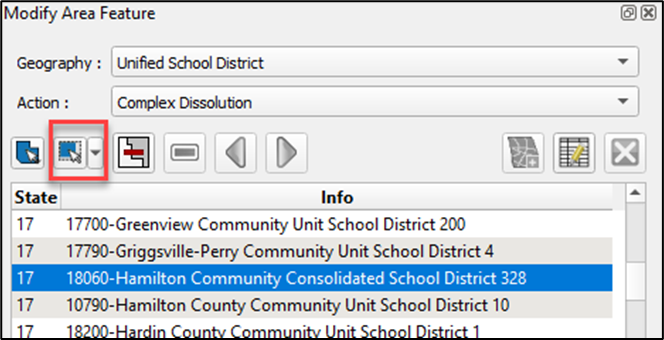 Modify Area Feature
Geography : Unified School District
Action : Complex Dissolution
State Info
17 17700-Greenview Community Unit School District 200
17 17790-Griggsville-Perry Community Unit School District 4
17 18060-Hamilton Community Consolidated School District 328
17 10790-Hamilton County Community Unit School District 10
17 18200-Hardin County Community Unit School District 1